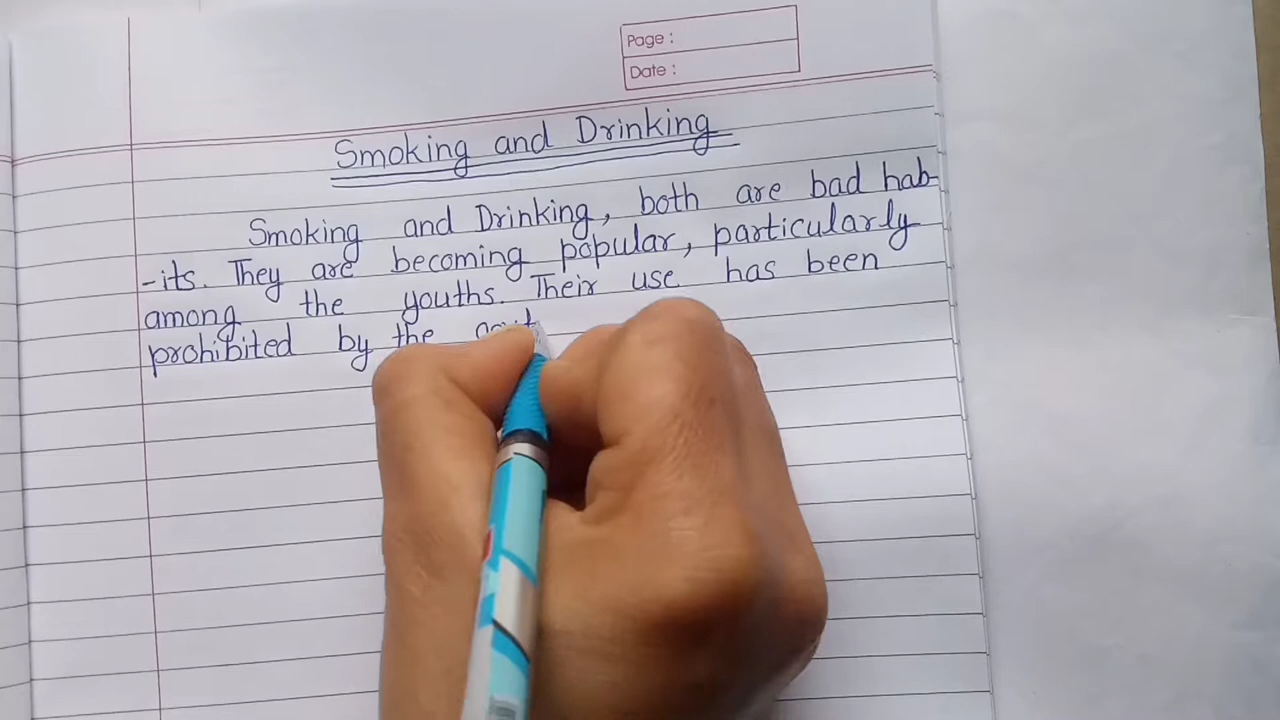 Page :
Date :
Smoking and Drinking
Smoking and Drinking, both are bad hab-
-its. They are becoming popular, particularly
among the youths. Their use has been
prohibited by the